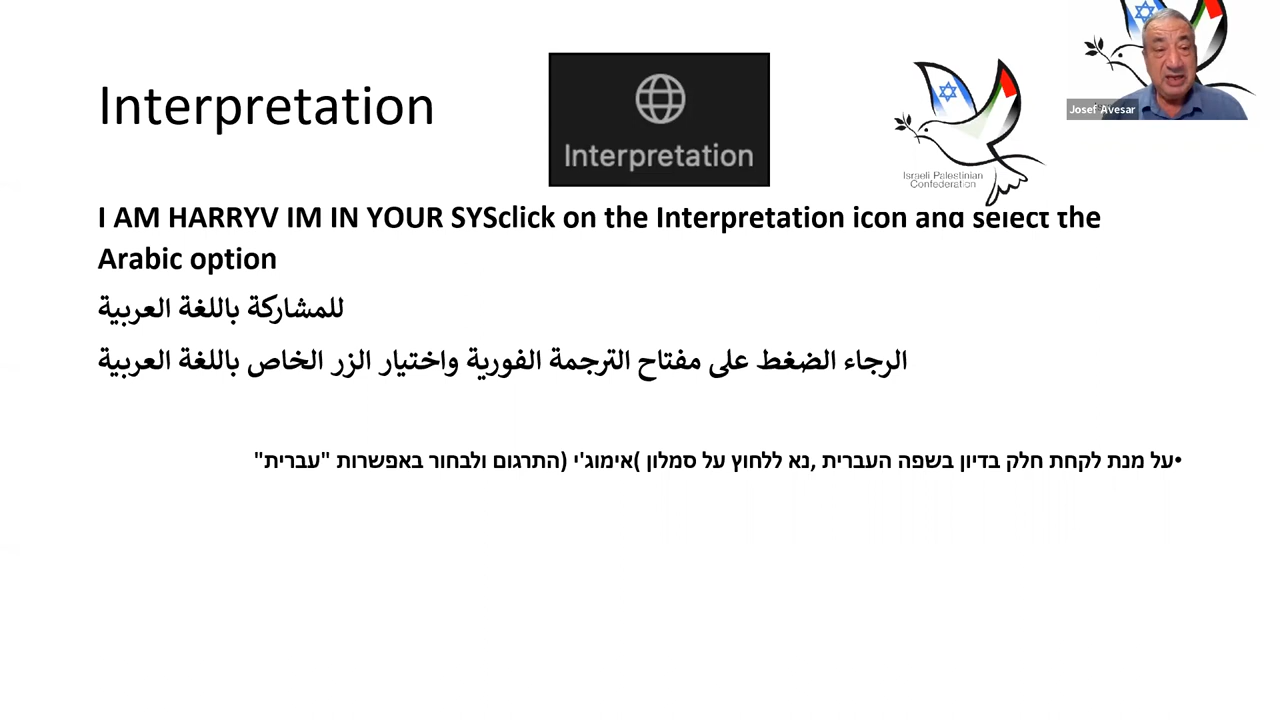 Josef Avesar
Interpretation
Interpretation
Israeli Palestinian
Confederation
I AM HARRYV IM IN YOUR SYSclick on the Interpretation icon and select the
Arabic option
للمشاركة باللغة العربية
الرجاء الضغط على مفتاح الترجمة الفورية واختيار الزر الخاص باللغة العربية
•על מנת לקחת חלק בדיון בשפה העברית ,נא ללחוץ על סמלון )אימוג'י (התרגום ולבחור באפשרות "עברית"